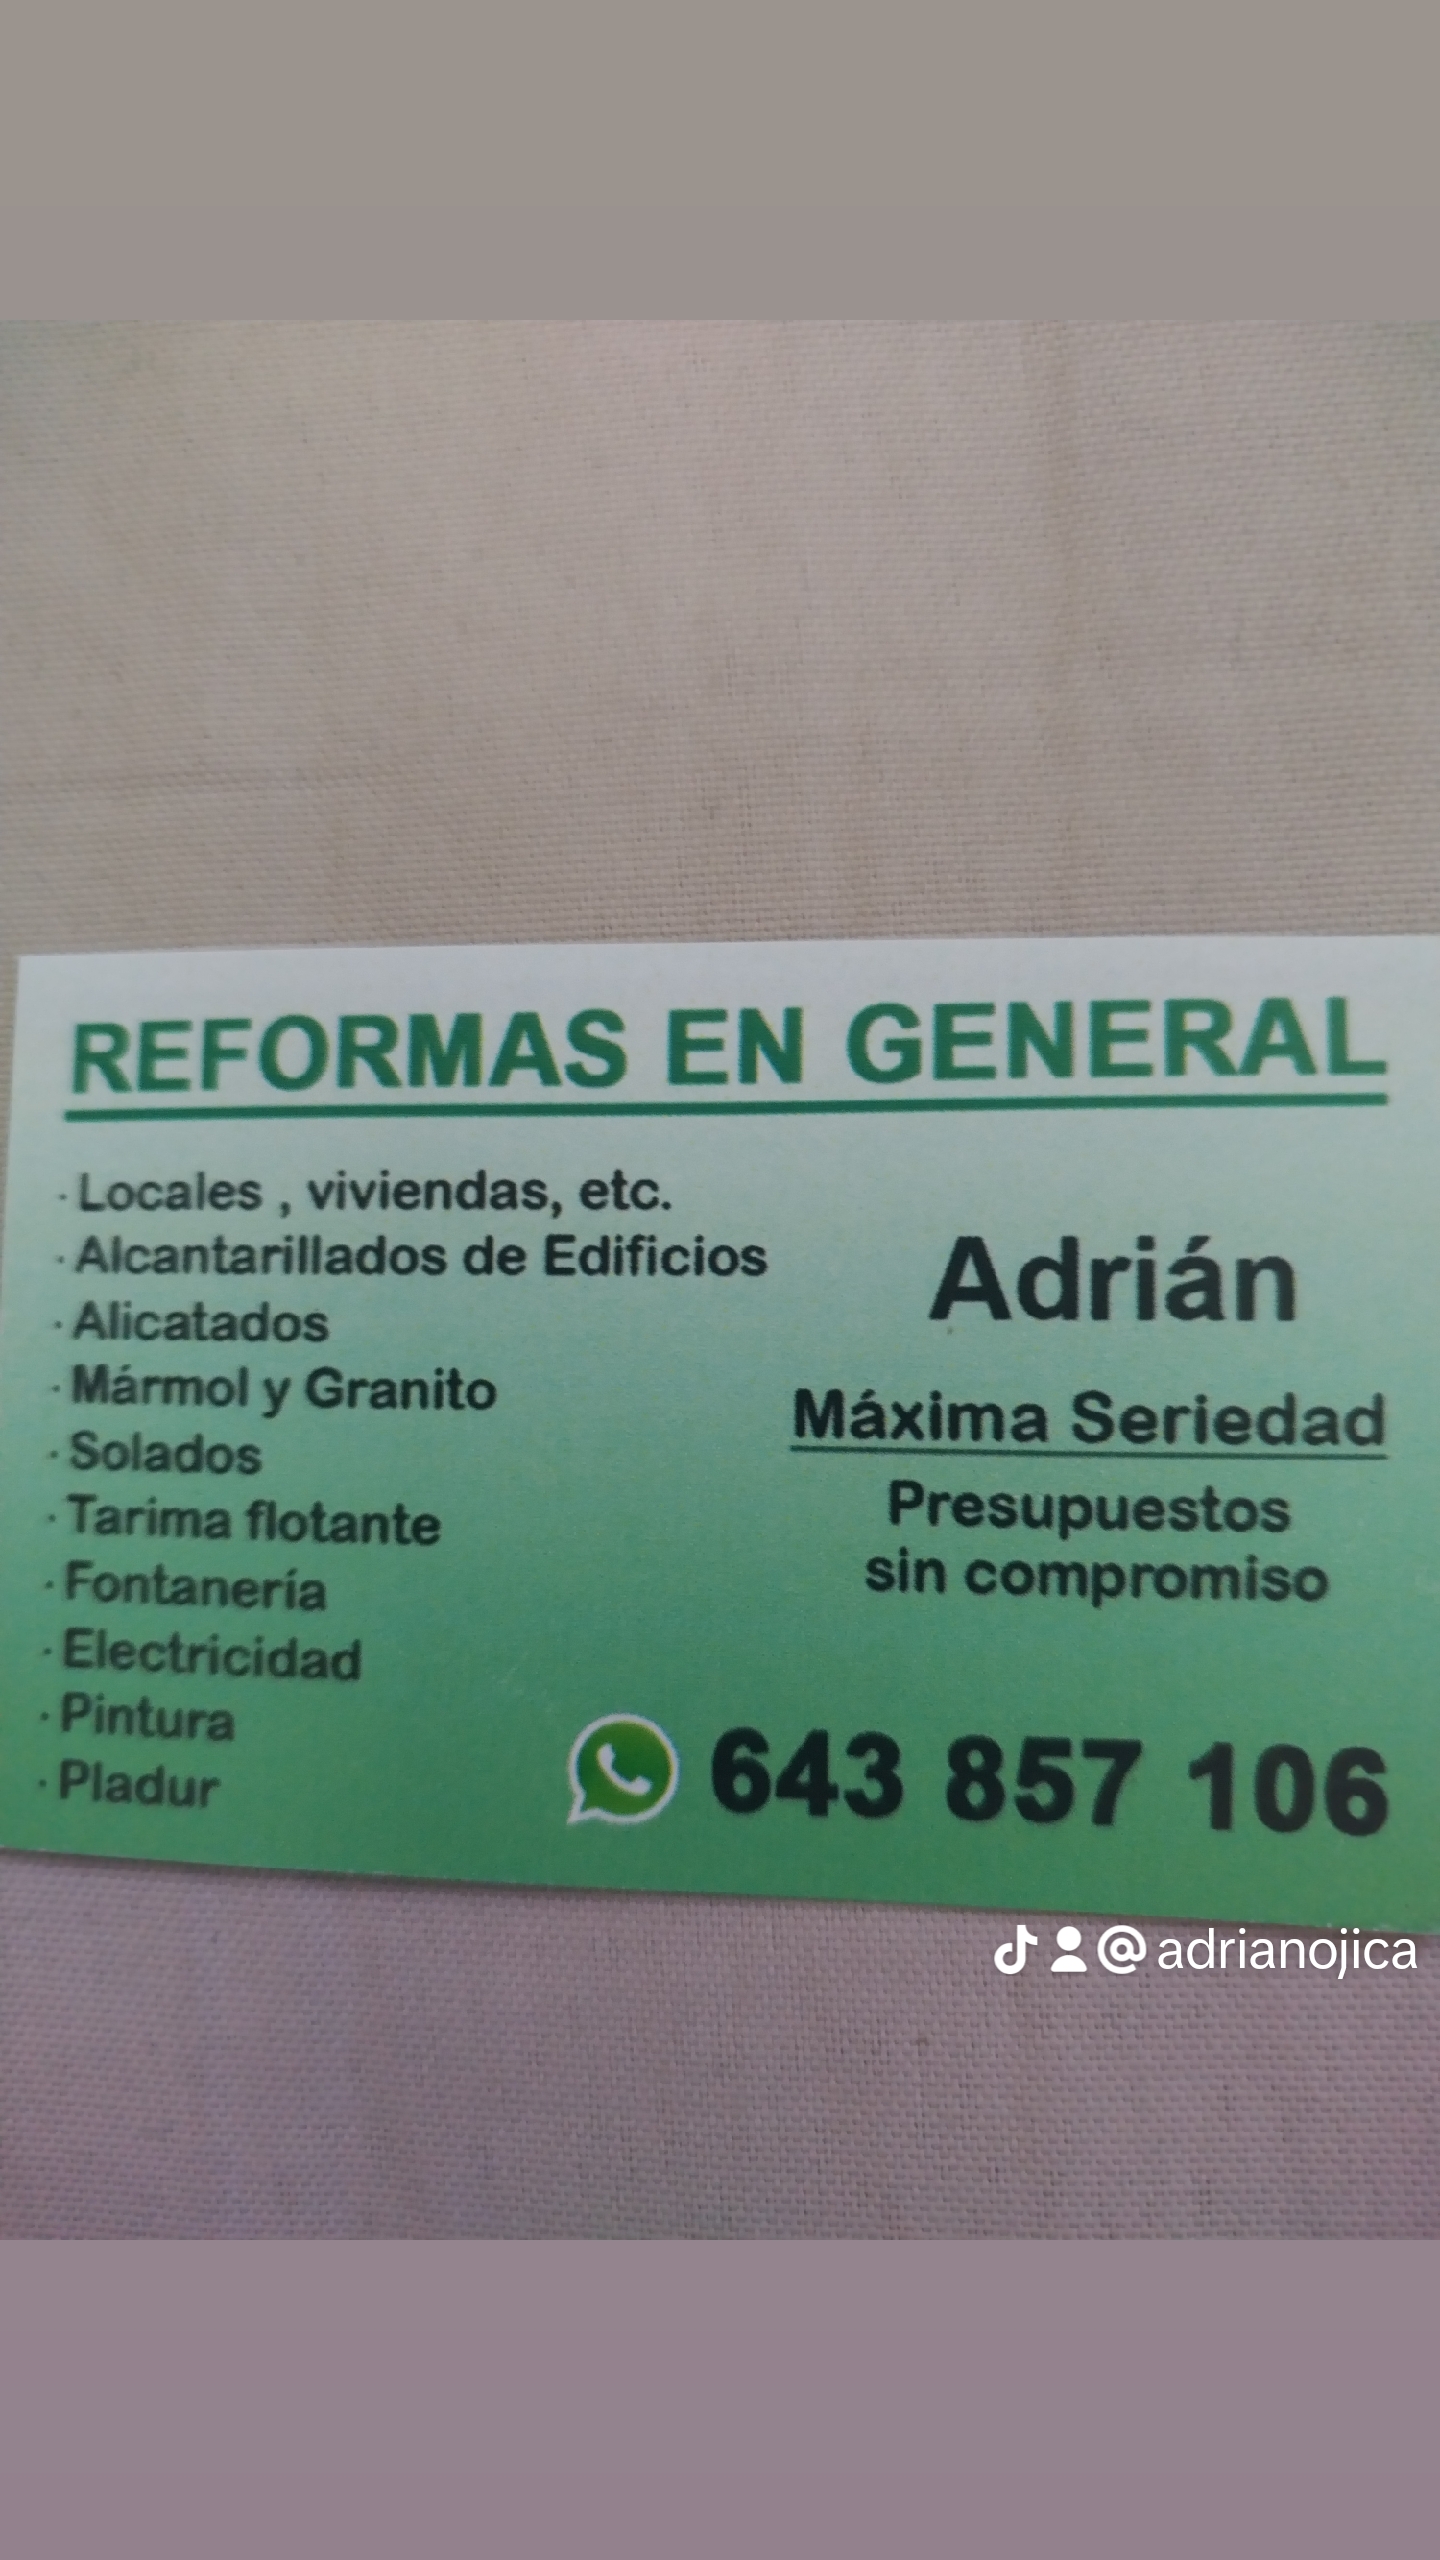 REFORMAS EN GENERAL
· Locales , viviendas, etc.
· Alcantarillados de Edificios
· Alicatados
· Mármol y Granito
· Solados
· Tarima flotante
· Fontanería
· Electricidad
· Pintura
· Pladur
Adrián
Máxima Seriedad
Presupuestos
sin compromiso
643 857 106
@adrianojica